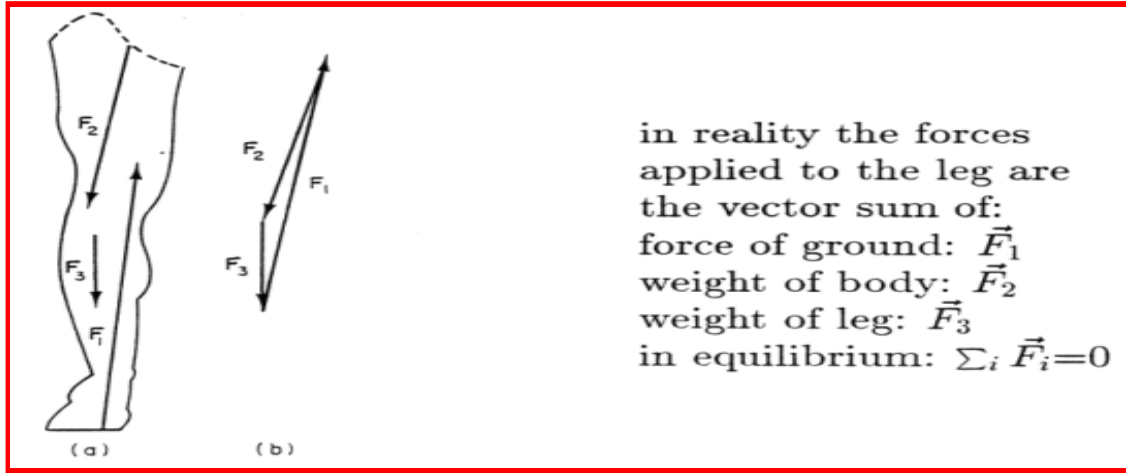 F₂
F₃
F₁
(a)
F₂
F₁
F₃
(b)
in reality the forces
applied to the leg are
the vector sum of:
force of ground: F⃗₁
weight of body: F⃗₂
weight of leg: F⃗₃
in equilibrium: Σᵢ F⃗ᵢ=0